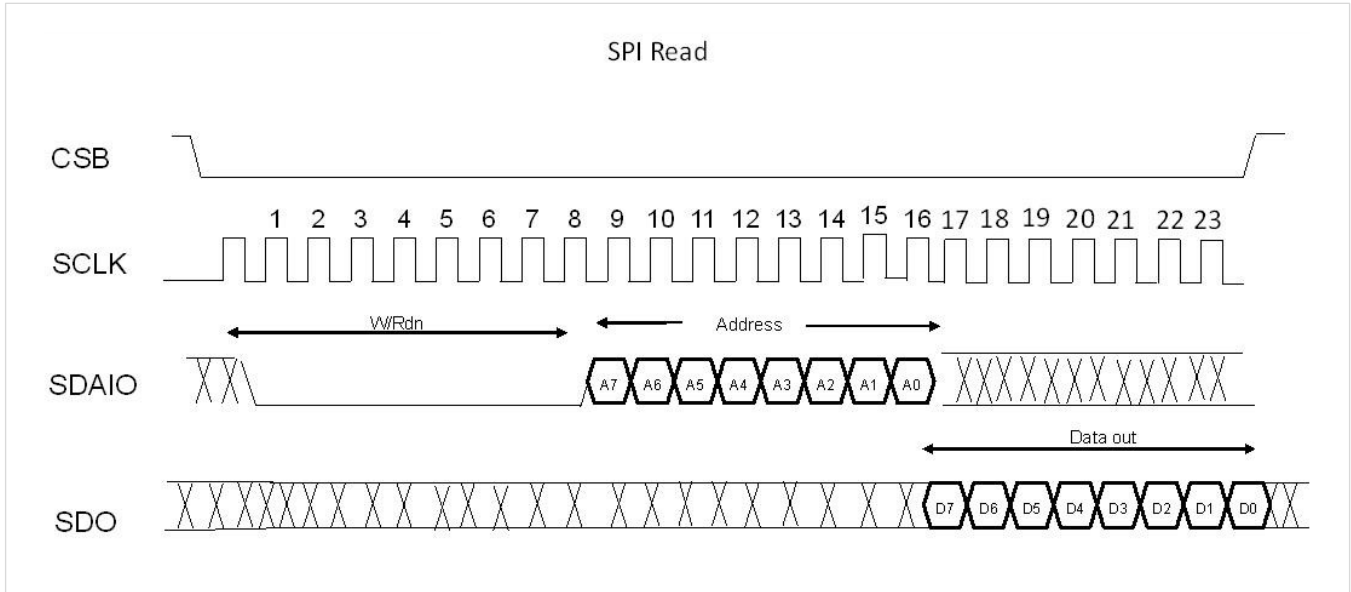 SPI Read
CSB
1 2 3 4 5 6 7 8 9 10 11 12 13 14 15 16 17 18 19 20 21 22 23
SCLK
W/Rdn Address
SDAIO A7 A6 A5 A4 A3 A2 A1 A0
Data out
SDO D7 D6 D5 D4 D3 D2 D1 D0